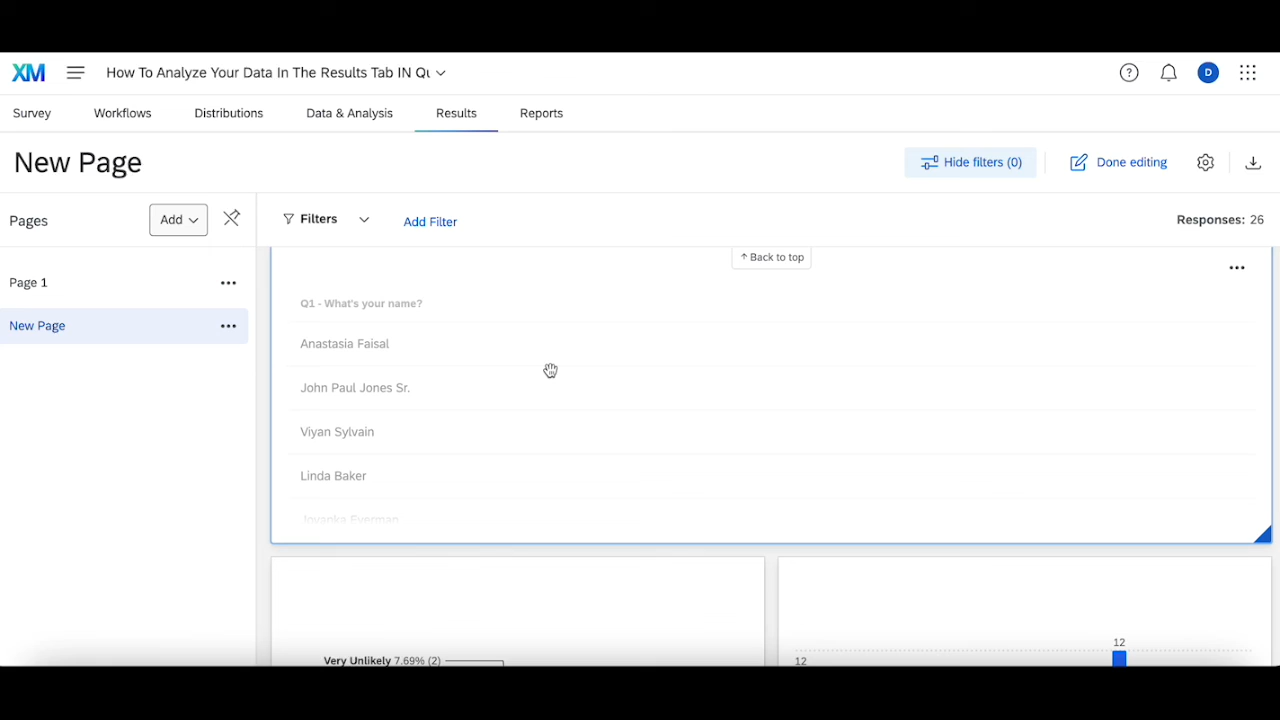 XM How To Analyze Your Data In The Results Tab IN Qu D
Survey Workflows Distributions Data & Analysis Results Reports
New Page Hide filters (0) Done editing
Pages Add Filters Add Filter Responses: 26
↑ Back to top
Page 1
Q1 - What's your name?
New Page
Anastasia Faisal
John Paul Jones Sr.
Viyan Sylvain
Linda Baker
Jovanka Everman
12
Very Unlikely 7.69% (2)
12